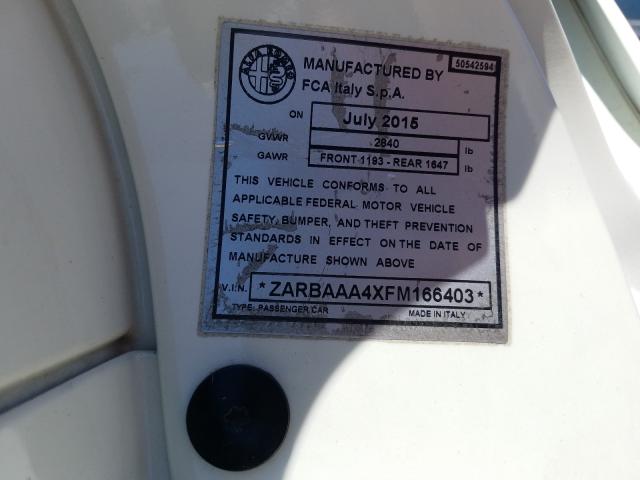 ALFA ROMEO
MANUFACTURED BY
50542594
FCA Italy S.p.A.
ON July 2015
GVWR 2840 lb
GAWR FRONT 1193 - REAR 1647 lb
THIS VEHICLE CONFORMS TO ALL
APPLICABLE FEDERAL MOTOR VEHICLE
SAFETY, BUMPER, AND THEFT PREVENTION
STANDARDS IN EFFECT ON THE DATE OF
MANUFACTURE SHOWN ABOVE
V.I.N. *ZARBAAA4XFM166403*
TYPE: PASSENGER CAR MADE IN ITALY